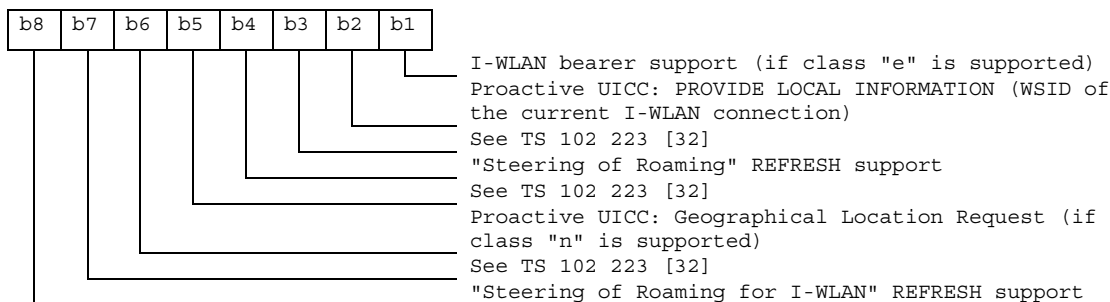 b8 b7 b6 b5 b4 b3 b2 b1
I-WLAN bearer support (if class "e" is supported)
Proactive UICC: PROVIDE LOCAL INFORMATION (WSID of
the current I-WLAN connection)
See TS 102 223 [32]
"Steering of Roaming" REFRESH support
See TS 102 223 [32]
Proactive UICC: Geographical Location Request (if
class "n" is supported)
See TS 102 223 [32]
"Steering of Roaming for I-WLAN" REFRESH support